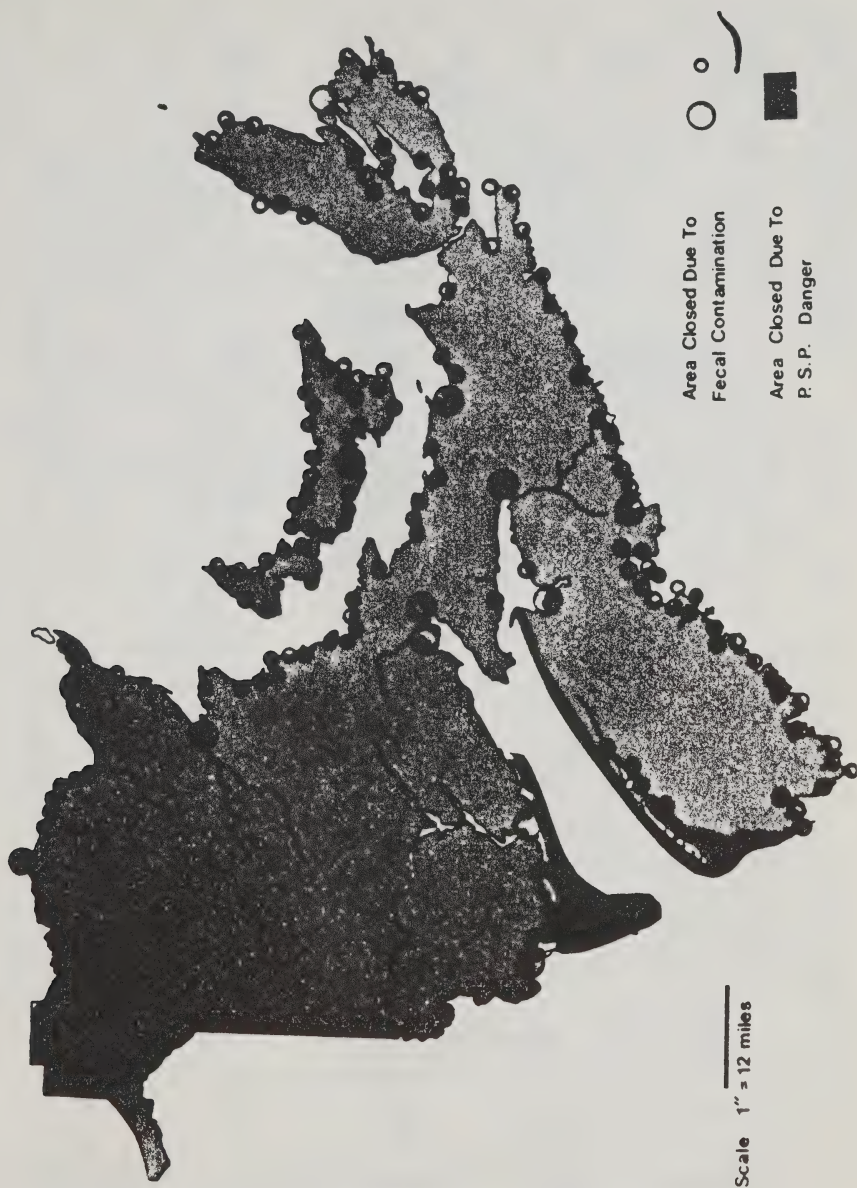 Area Closed Due To
Fecal Contamination
Area Closed Due To
P.S.P. Danger
Scale 1" = 12 miles